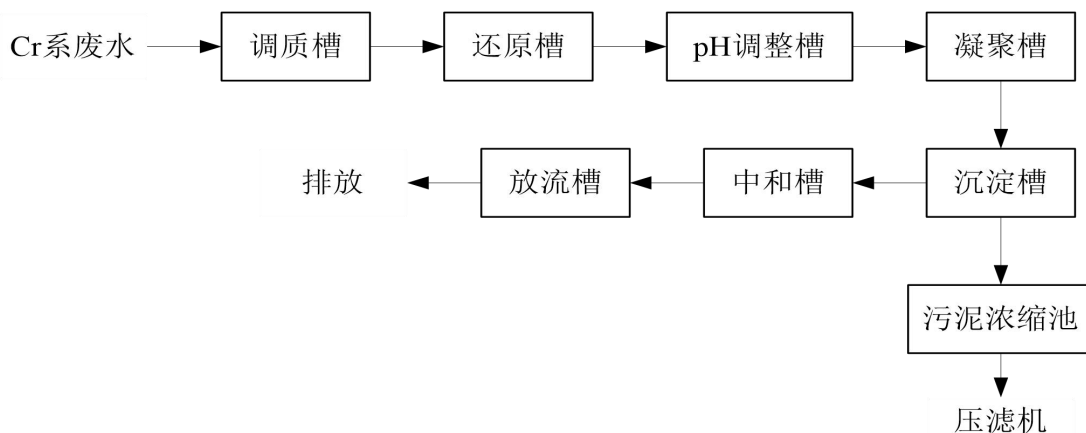 Cr系废水
调质槽
还原槽
pH调整槽
凝聚槽
排放
放流槽
中和槽
沉淀槽
污泥浓缩池
压滤机